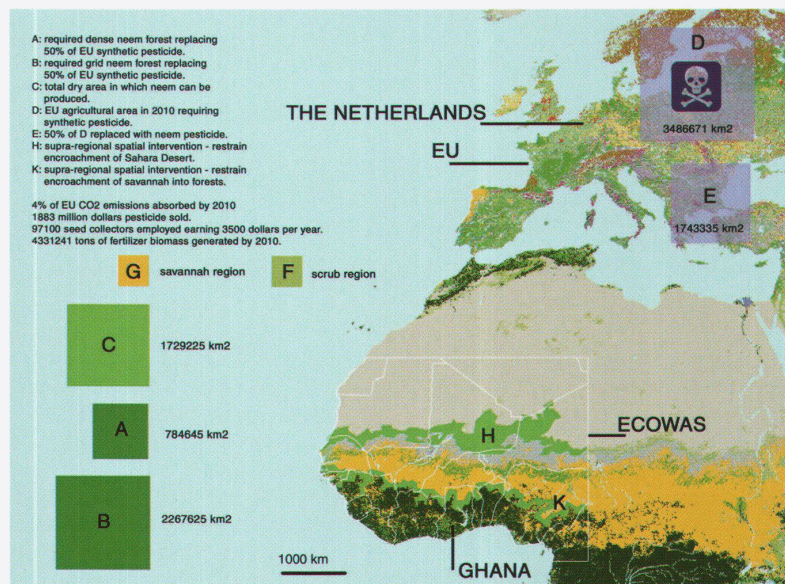 A: required dense neem forest replacing
50% of EU synthetic pesticide.
B: required grid neem forest replacing
50% of EU synthetic pesticide.
C: total dry area in which neem can be
produced.
D: EU agricultural area in 2010 requiring
synthetic pesticide.
E: 50% of D replaced with neem pesticide.
H: supra-regional spatial intervention - restrain
encroachment of Sahara Desert.
K: supra-regional spatial intervention - restrain
encroachment of savannah into forests.
4% of EU CO2 emissions absorbed by 2010
1883 million dollars pesticide sold.
97100 seed collectors employed earning 3500 dollars per year.
4331241 tons of fertilizer biomass generated by 2010.
G savannah region
F scrub region
C 1729225 km2
A 784645 km2
B 2267625 km2
D
3486671 km2
THE NETHERLANDS
EU
E
1743335 km2
H
ECOWAS
K
1000 km
GHANA